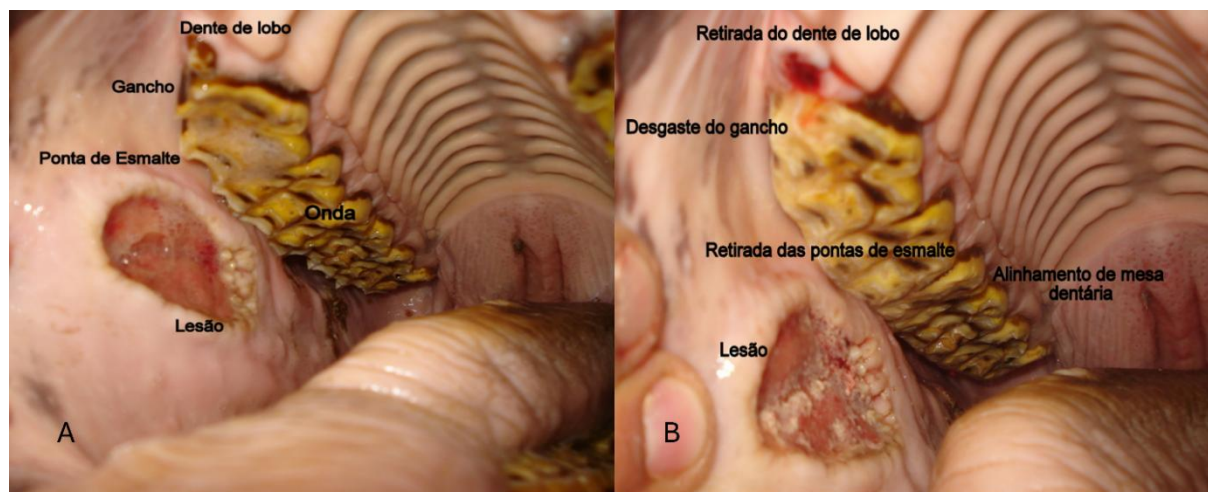 Dente de lobo
Gancho
Ponta de Esmalte
Onda
Lesão
A
Retirada do dente de lobo
Desgaste do gancho
Retirada das pontas de esmalte
Alinhamento de mesa
dentária
Lesão
B